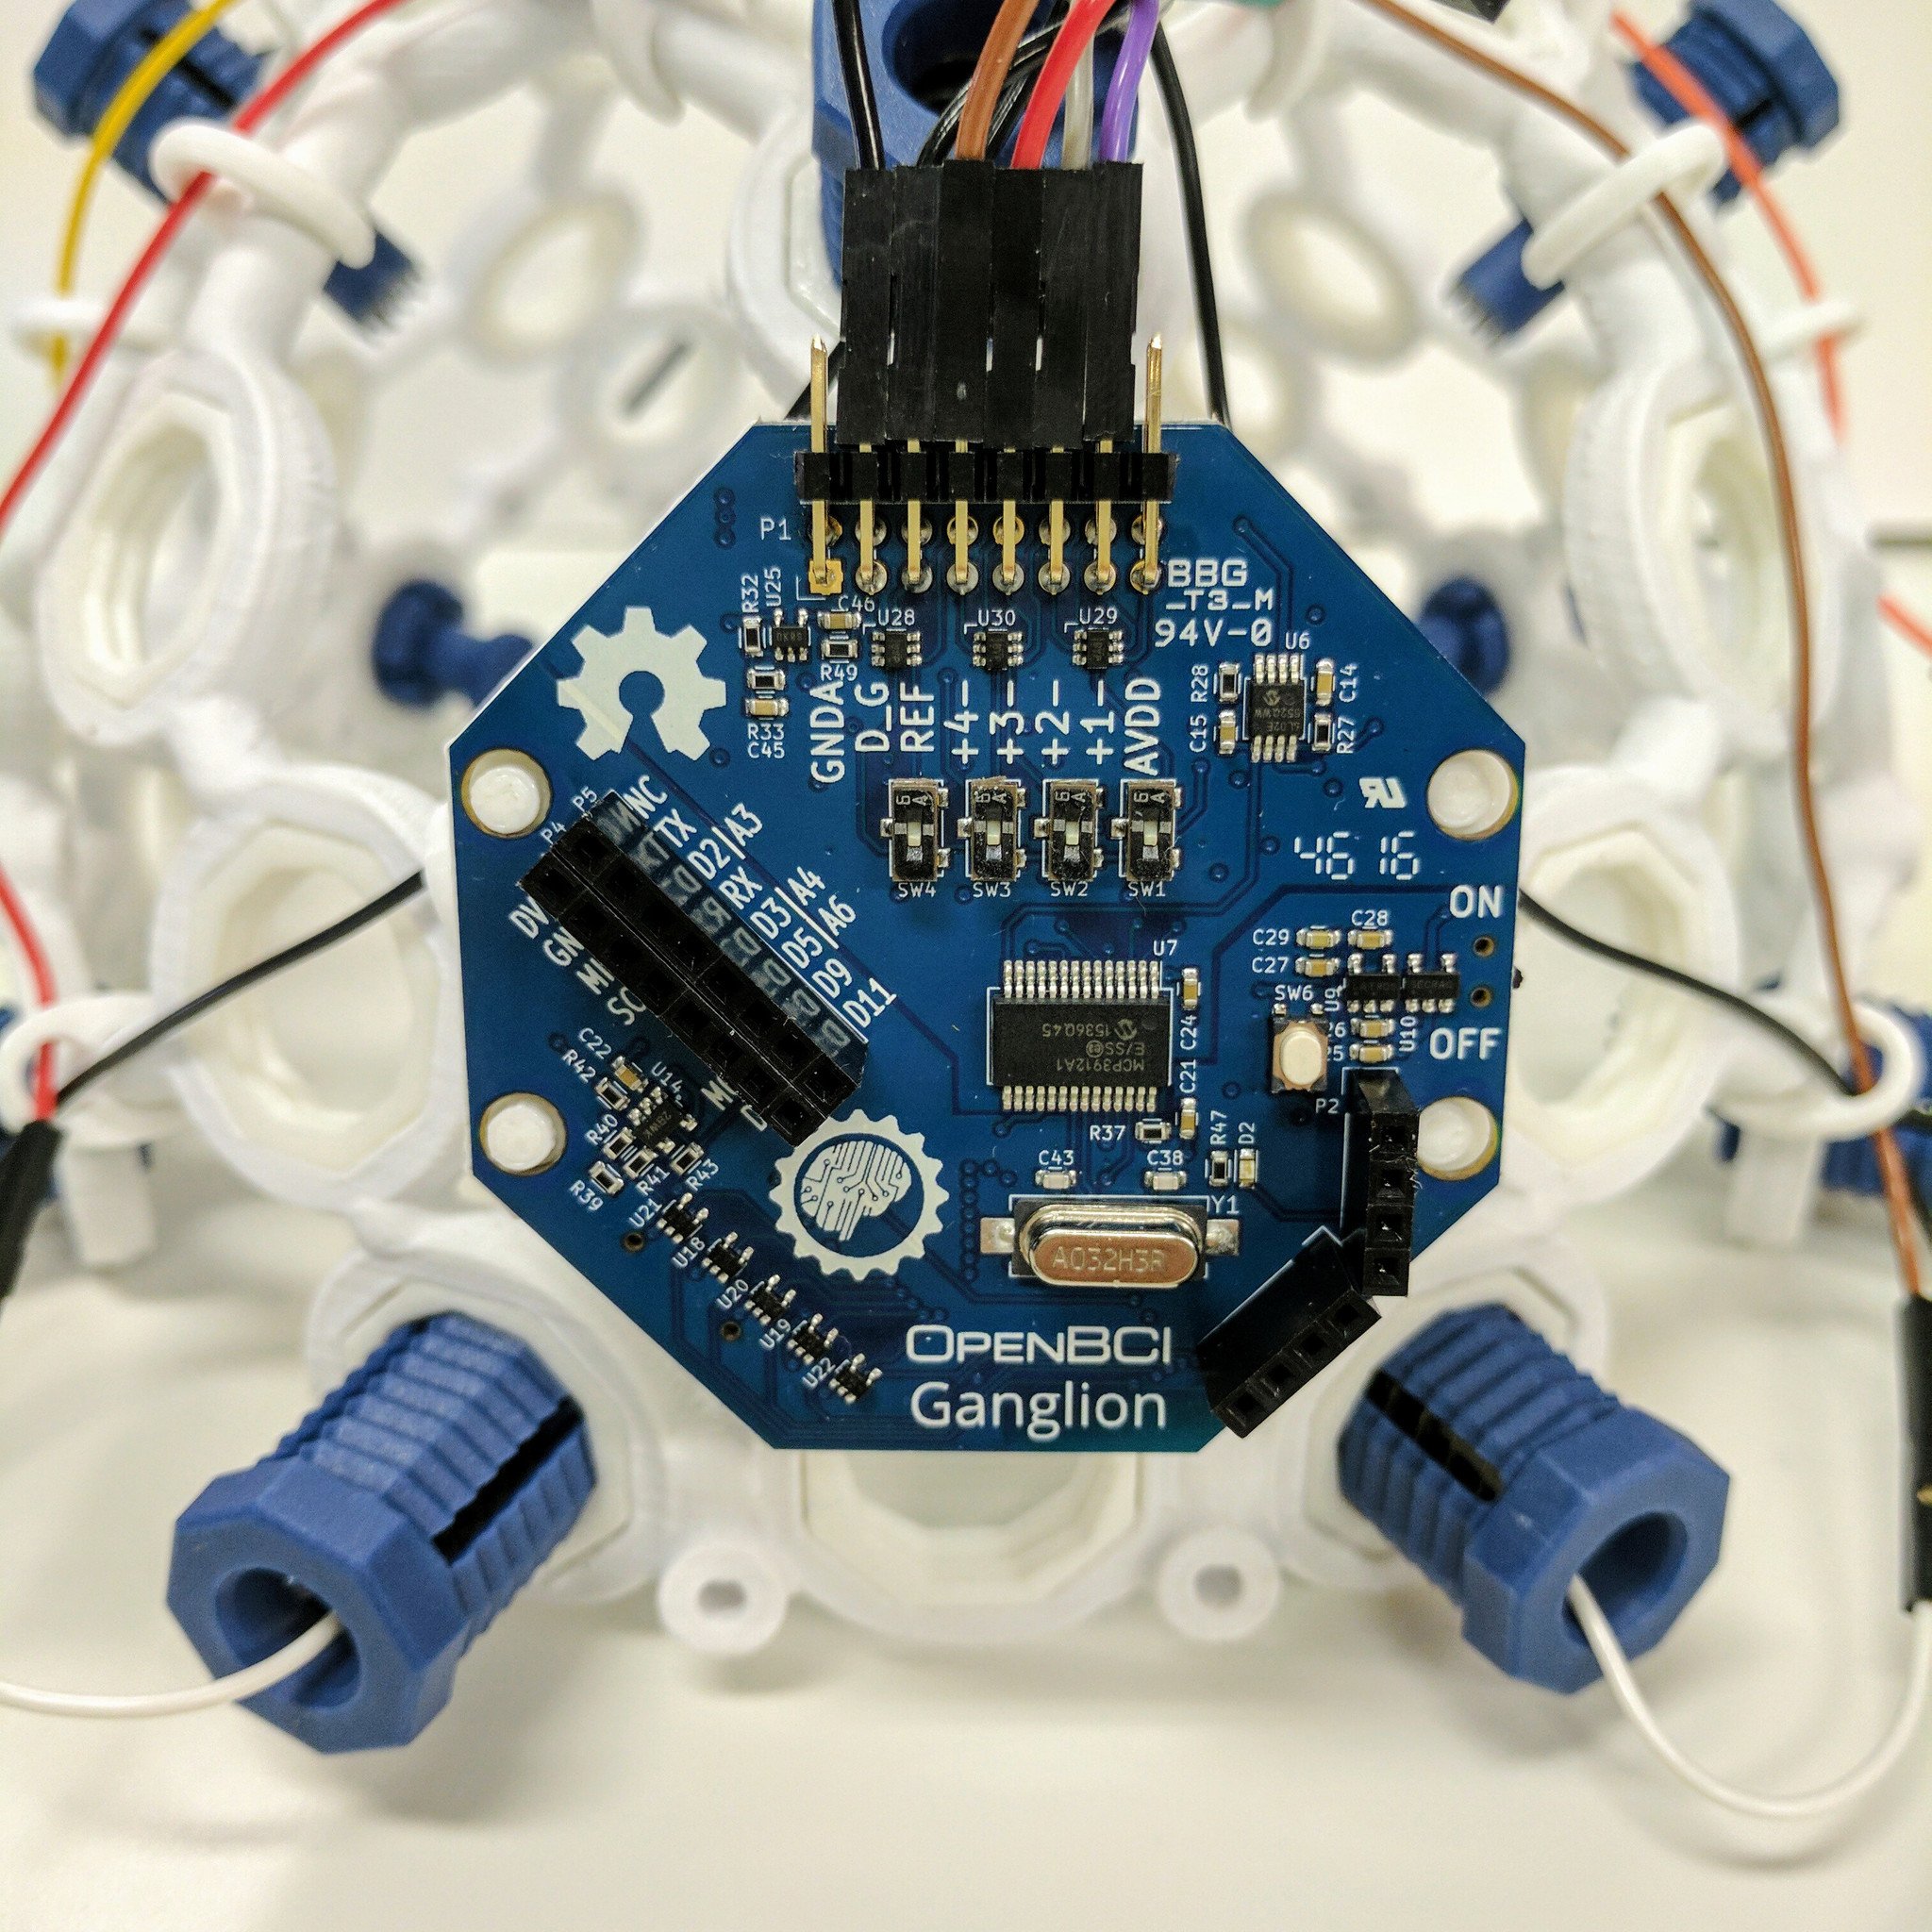 P1
BBG
_T3_M
94V-0
R32
U25
C46
U28
U30
U29
U6
R49
R33
C45
R28
C14
C15
R27
GNDA
D_G
REF
+4-
+3-
+2-
+1-
AVDD
SW4
SW3
SW2
SW1
4616
ON
OFF
P4
P5
NC
TX
D2|A3
RX
D3|A4
D5|A6
D9
D11
C28
C29
C27
SW6
U9
U10
P2
U7
C24
C21
MCP3912A1
E/SS
1536Q45
R37
R47
D2
C43
C38
Y1
A032H3R
C22
R42
U14
R40
R41
R43
R39
U21
U18
U20
U19
U22
OPENBCI
Ganglion